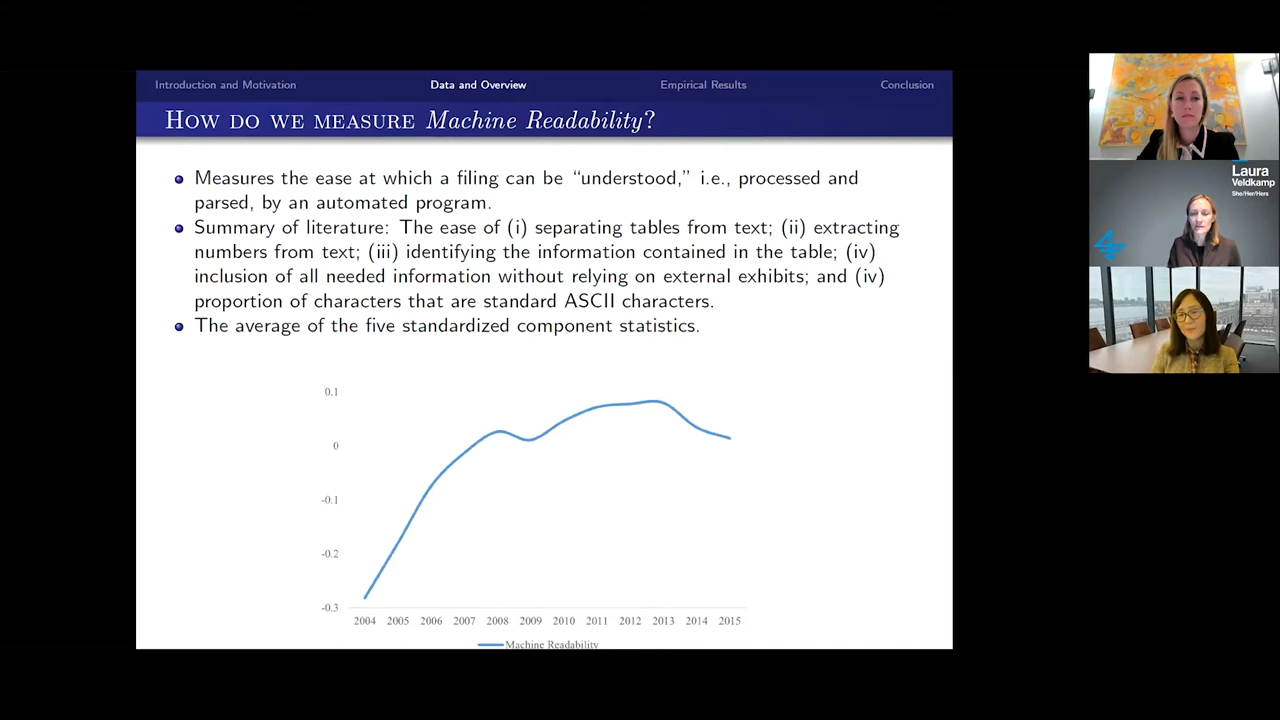 Introduction and Motivation
Data and Overview
Empirical Results
Conclusion
How do we measure Machine Readability?
Measures the ease at which a filing can be “understood,” i.e., processed and
parsed, by an automated program.
Summary of literature: The ease of (i) separating tables from text; (ii) extracting
numbers from text; (iii) identifying the information contained in the table; (iv)
inclusion of all needed information without relying on external exhibits; and (iv)
proportion of characters that are standard ASCII characters.
The average of the five standardized component statistics.
0.1
0
-0.1
-0.2
-0.3
2004 2005 2006 2007 2008 2009 2010 2011 2012 2013 2014 2015
Machine Readability
Laura
Veldkamp
She/Her/Hers